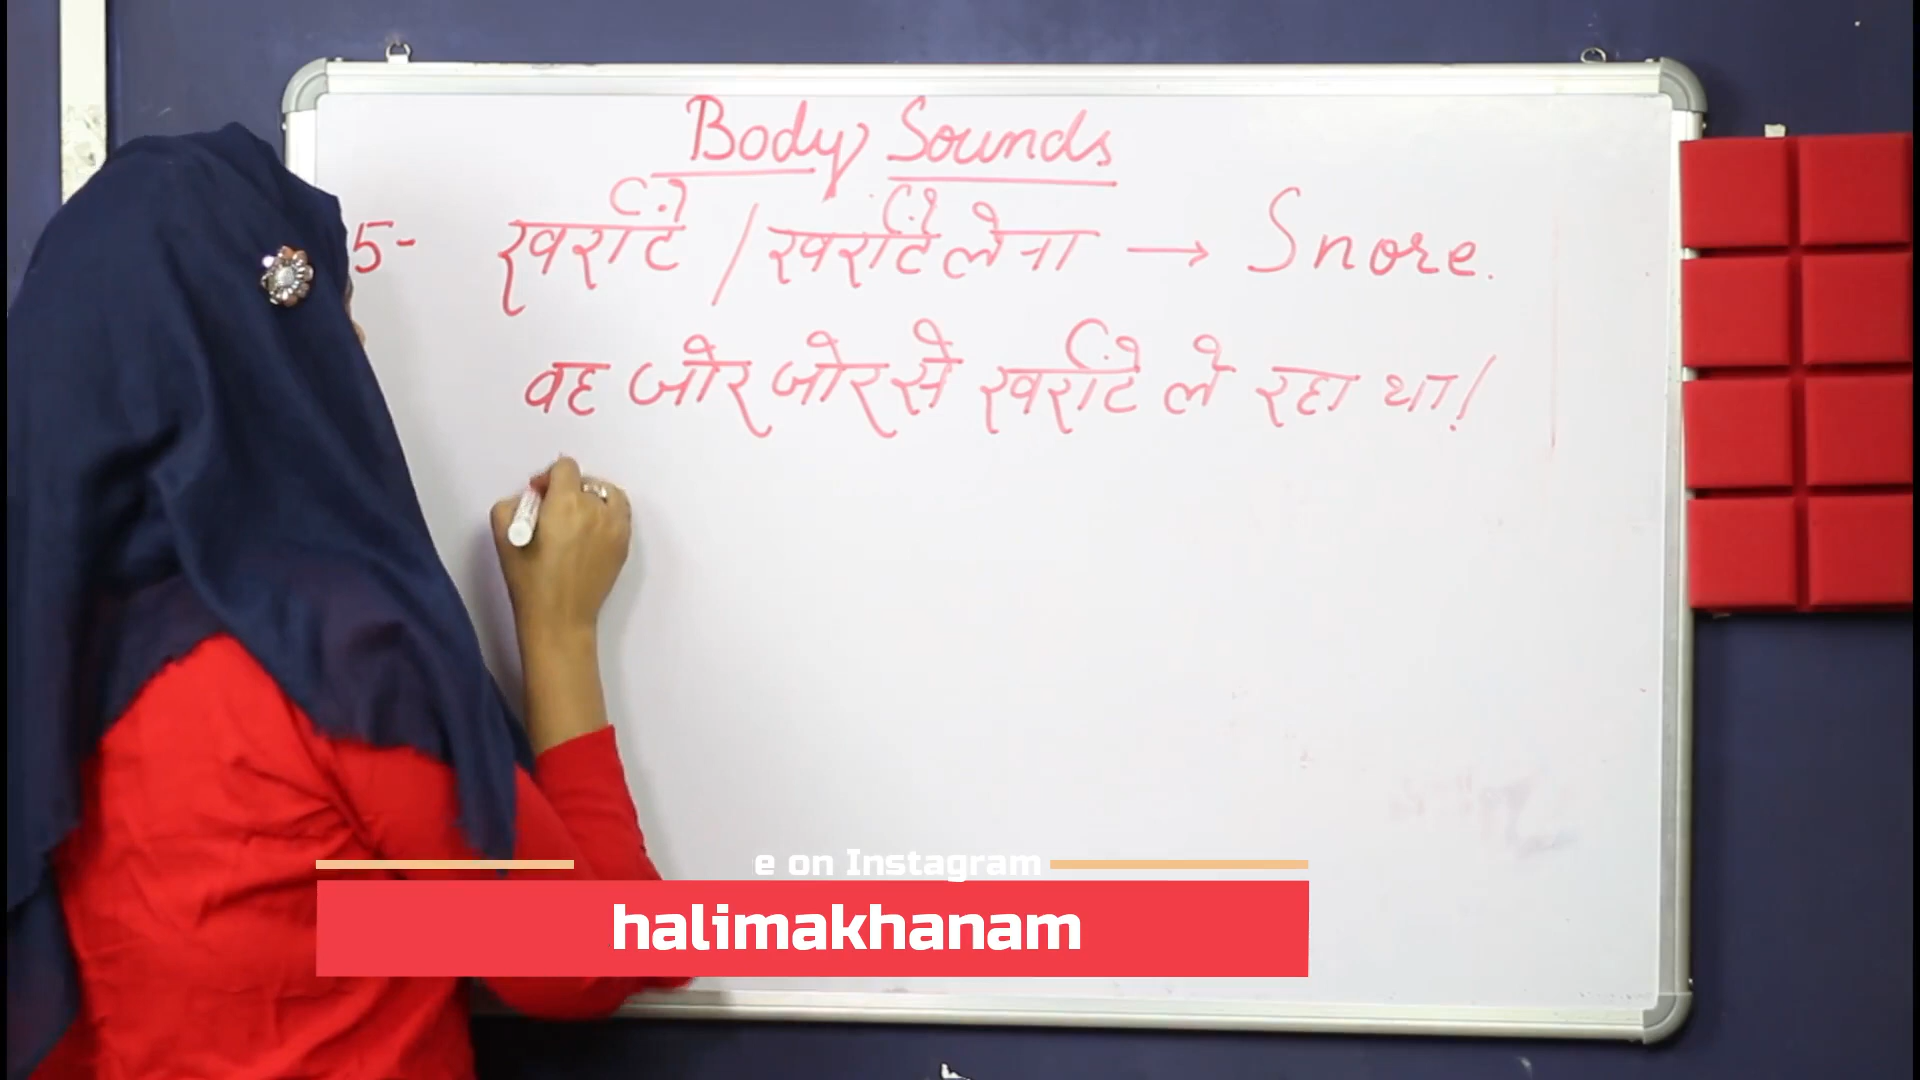 Body Sounds
5- खर्राटे / खर्राटे लेना → Snore.
वह जोर जोर से खर्राटे ले रहा था!
e on Instagram
halimakhanam